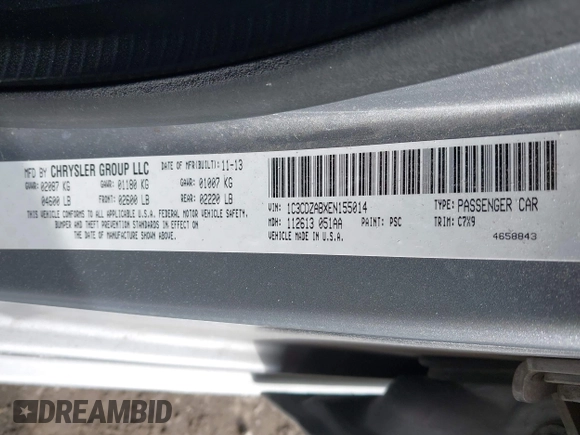 MFD BY CHRYSLER GROUP LLC DATE OF MFR(BUILT): 11-13
GVWR: 02087 KG GAWR: 01180 KG GAWR: 01007 KG
04600 LB FRONT: 02600 LB REAR: 02220 LB
THIS VEHICLE CONFORMS TO ALL APPLICABLE U.S.A. FEDERAL MOTOR VEHICLE SAFETY,
BUMPER AND THEFT PREVENTION STANDARDS IN EFFECT ON
THE DATE OF MANUFACTURE SHOWN ABOVE.
VIN: 1C3CDZABXEN155014 TYPE: PASSENGER CAR
MDH: 112613 051AA PAINT: PSC TRIM: C7X9
VEHICLE MADE IN U.S.A. 4658843
DREAMBID